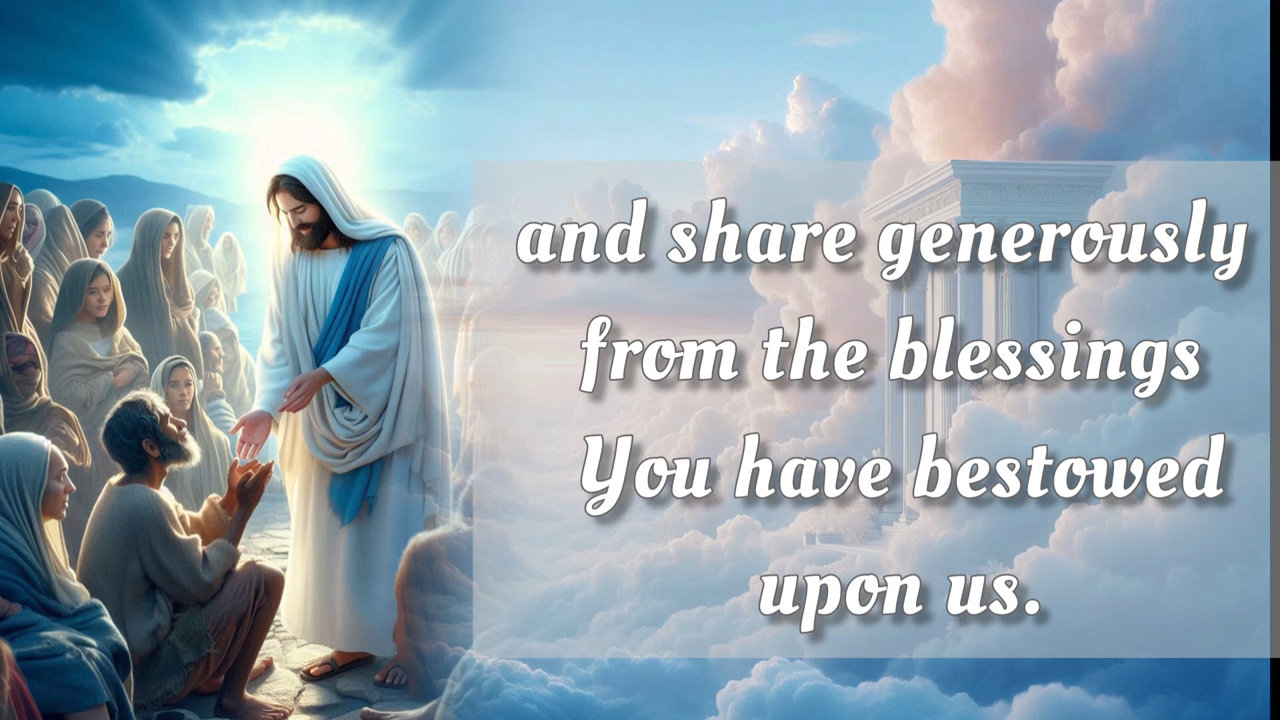 and share generously
from the blessings
You have bestowed
upon us.